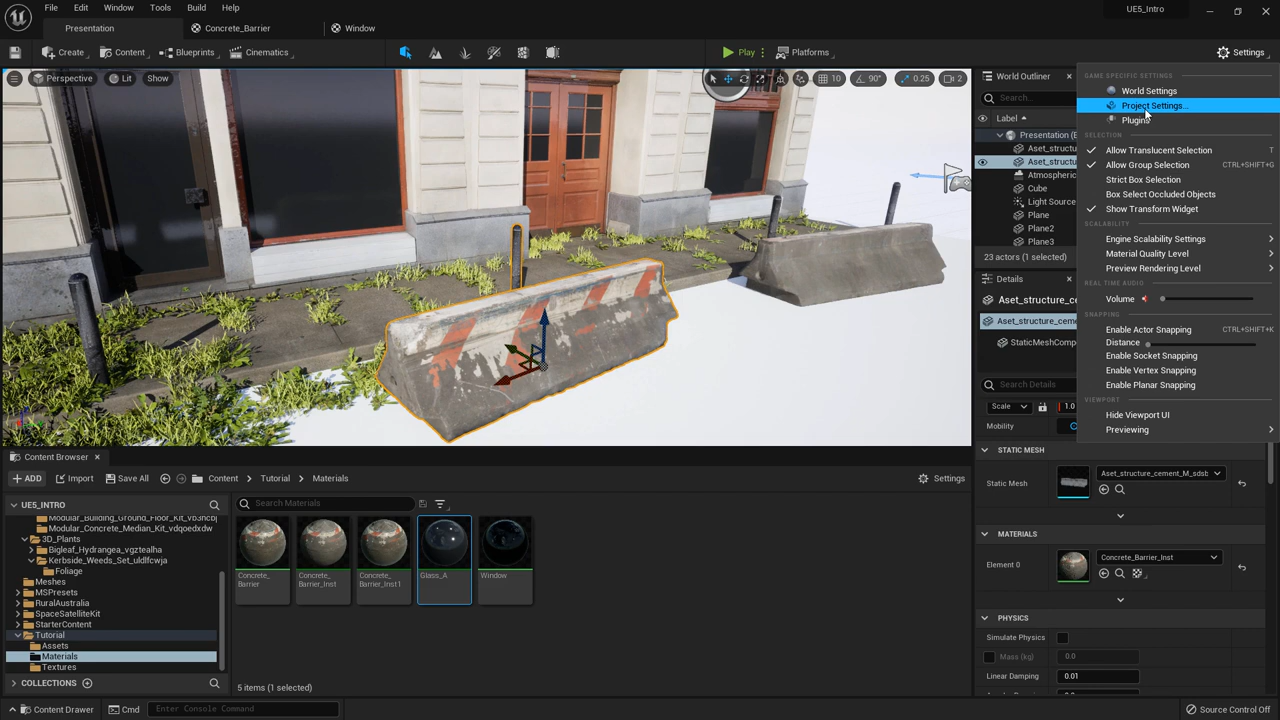 File Edit Window Tools Build Help
UE5_Intro
Presentation
Concrete_Barrier
Window
Create
Content
Blueprints
Cinematics
Play
Platforms
Settings
Perspective
Lit
Show
10
90°
0.25
2
World Outliner
Search...
Label
Presentation (E
Aset_structu
Aset_structu
Atmospheric
Cube
Light Source
Plane
Plane2
Plane3
23 actors (1 selected)
Details
Aset_structure_ce
Aset_structure_cem
StaticMeshComp
Search Details
Scale
1.0
Mobility
GAME SPECIFIC SETTINGS
World Settings
Project Settings...
Plugins
SELECTION
Allow Translucent Selection T
Allow Group Selection CTRL+SHIFT+G
Strict Box Selection
Box Select Occluded Objects
Show Transform Widget
SCALABILITY
Engine Scalability Settings
Material Quality Level
Preview Rendering Level
REAL TIME AUDIO
Volume
SNAPPING
Enable Actor Snapping CTRL+SHIFT+K
Distance
Enable Socket Snapping
Enable Vertex Snapping
Enable Planar Snapping
VIEWPORT
Hide Viewport UI
Previewing
STATIC MESH
Static Mesh
Aset_structure_cement_M_sdsb
MATERIALS
Element 0
Concrete_Barrier_Inst
PHYSICS
Simulate Physics
Mass (kg) 0.0
Linear Damping 0.01
Content Browser
ADD
Import
Save All
Content
Tutorial
Materials
Settings
UE5_INTRO
Modular_Building_Ground_Floor_Kit_vb3ncbj
Modular_Concrete_Median_Kit_vdqoedxdw
3D_Plants
Bigleaf_Hydrangea_vgztealha
Kerbside_Weeds_Set_uldlfcwja
Foliage
Meshes
MSPresets
RuralAustralia
SpaceSatelliteKit
StarterContent
Tutorial
Assets
Materials
Textures
COLLECTIONS
Search Materials
Concrete_
Barrier
Concrete_
Barrier_Inst
Concrete_
Barrier_Inst1
Glass_A
Window
5 items (1 selected)
Content Drawer
Cmd
Enter Console Command
Source Control Off